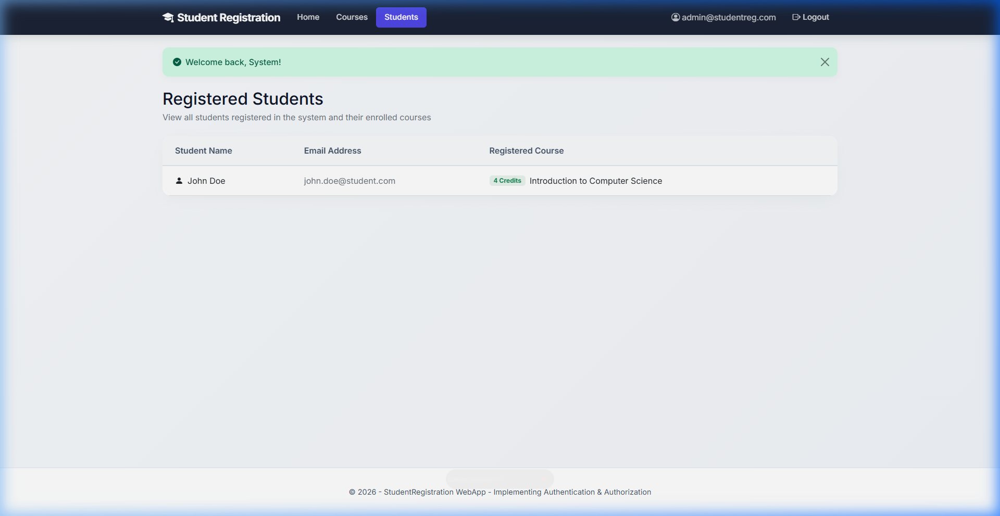 Student Registration Home Courses Students admin@studentreg.com Logout
Welcome back, System!
Registered Students
View all students registered in the system and their enrolled courses
Student Name Email Address Registered Course
John Doe john.doe@student.com 4 Credits Introduction to Computer Science
© 2026 - StudentRegistration WebApp - Implementing Authentication & Authorization